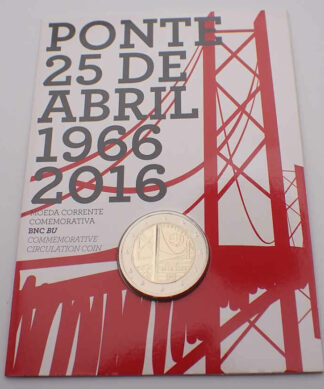 PONTE
25 DE
ABRIL
1966
2016
MOEDA CORRENTE
COMEMORATIVA
BNC BU
COMMEMORATIVE
CIRCULATION COIN